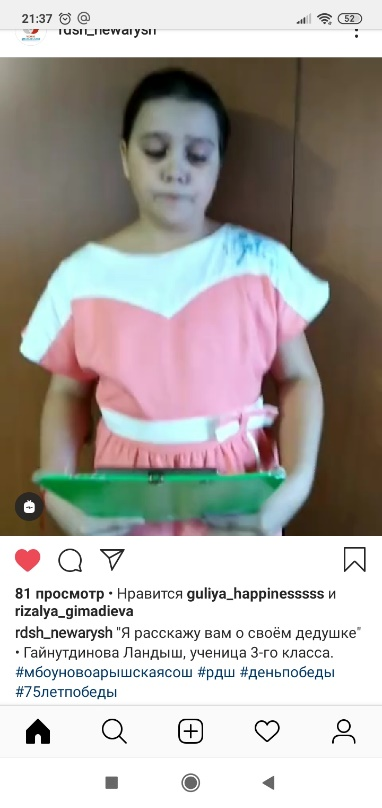 21:37 @ 52
rdsh_newarysh
81 просмотр • Нравится guliya_happinesssss и
rizalya_gimadieva
rdsh_newarysh "Я расскажу вам о своём дедушке"
• Гайнутдинова Ландыш, ученица 3-го класса.
#мбоуновоарышскаясош #рдш #деньпобеды
#75летпобеды